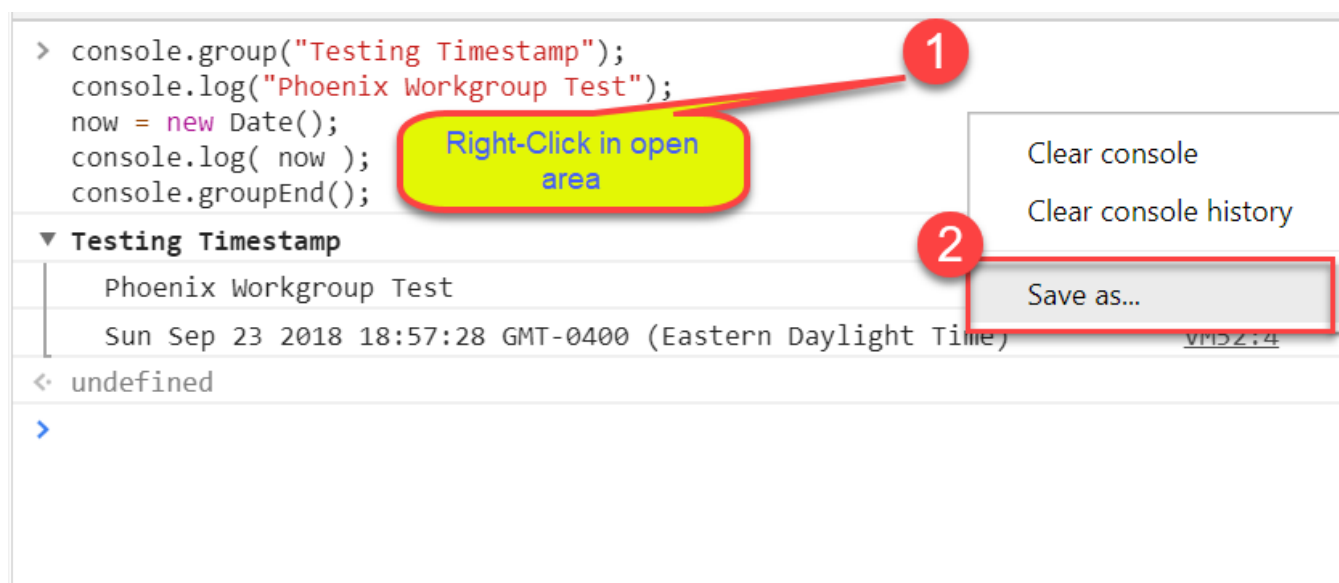 > console.group("Testing Timestamp");
console.log("Phoenix Workgroup Test");
now = new Date();
console.log( now );
console.groupEnd();
1
Right-Click in open
area
Clear console
Clear console history
2
Save as...
▼ Testing Timestamp
Phoenix Workgroup Test
Sun Sep 23 2018 18:57:28 GMT-0400 (Eastern Daylight Time)
VM52:4
undefined
>